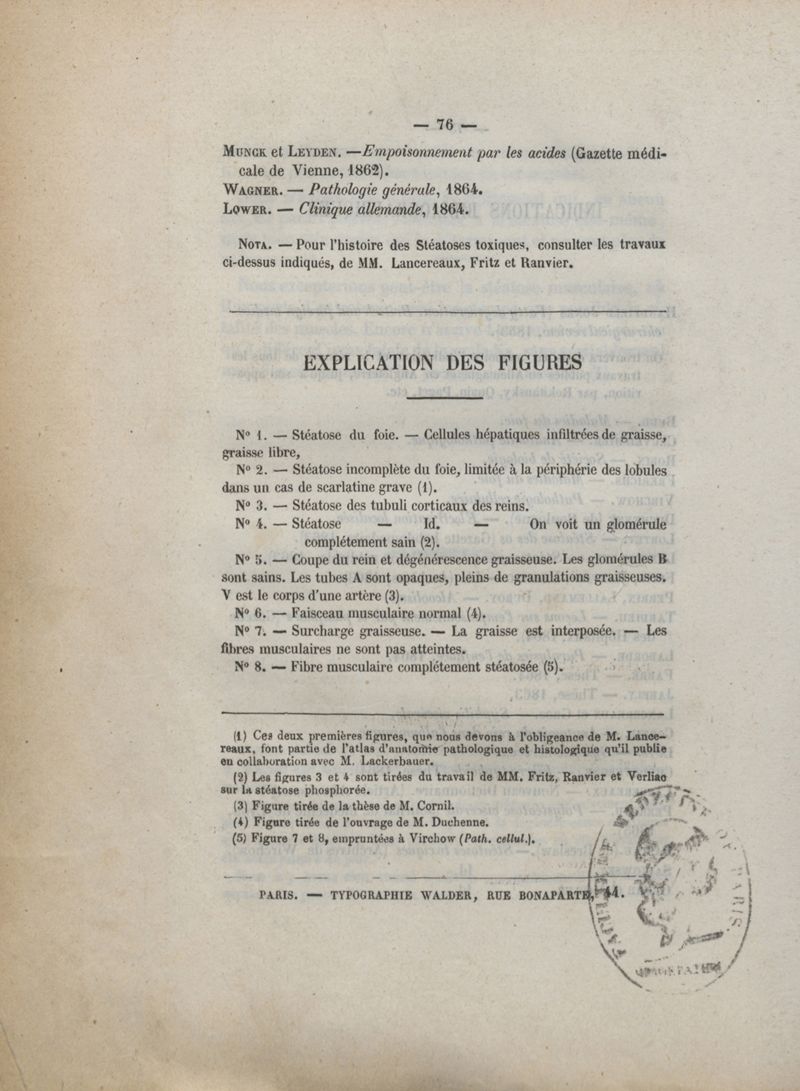 — 76 —
MUNCK et LEYDEN. —Empoisonnement par les acides (Gazette médi-
cale de Vienne, 1862).
WAGNER. — Pathologie générale, 1864.
LOWER. — Clinique allemande, 1864.
NOTA. — Pour l'histoire des Stéatoses toxiques, consulter les travaux
ci-dessus indiqués, de MM. Lancereaux, Fritz et Ranvier.
EXPLICATION DES FIGURES
N° 1. — Stéatose du foie. — Cellules hépatiques infiltrées de graisse,
graisse libre,
N° 2. — Stéatose incomplète du foie, limitée à la périphérie des lobules
dans un cas de scarlatine grave (1).
N° 3. — Stéatose des tubuli corticaux des reins.
N° 4. — Stéatose — Id. — On voit un glomérule
complétement sain (2).
N° 5. — Coupe du rein et dégénérescence graisseuse. Les glomérules B
sont sains. Les tubes A sont opaques, pleins de granulations graisseuses.
V est le corps d'une artère (3).
N° 6. — Faisceau musculaire normal (4).
N° 7. — Surcharge graisseuse. — La graisse est interposée. — Les
fibres musculaires ne sont pas atteintes.
N° 8. — Fibre musculaire complétement stéatosée (5).
(1) Ces deux premières figures, que nous devons à l'obligeance de M. Lance-
reaux, font partie de l'atlas d'anatomie pathologique et histologique qu'il publie
en collaboration avec M. Lackerbauer.
(2) Les figures 3 et 4 sont tirées du travail de MM. Fritz, Ranvier et Verliac
sur la stéatose phosphorée.
(3) Figure tirée de la thèse de M. Cornil.
(4) Figure tirée de l'ouvrage de M. Duchenne.
(5) Figure 7 et 8, empruntées à Virchow (Path. cellul.).
PARIS. — TYPOGRAPHIE WALDER, RUE BONAPARTE, 44.